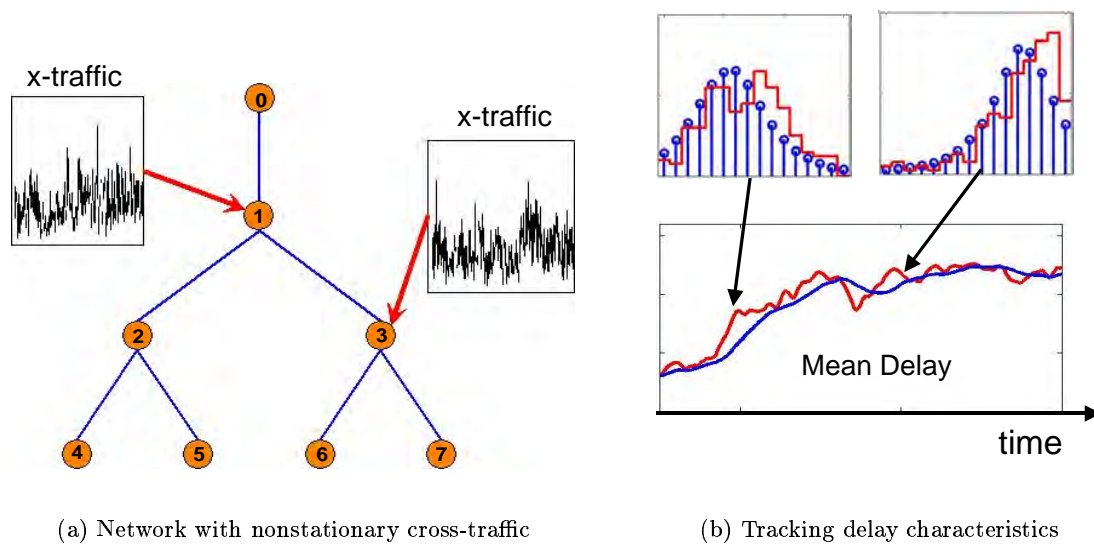 x-traffic
0
x-traffic
1
2
3
4
5
6
7
(a) Network with nonstationary cross-traffic
Mean Delay
time
(b) Tracking delay characteristics